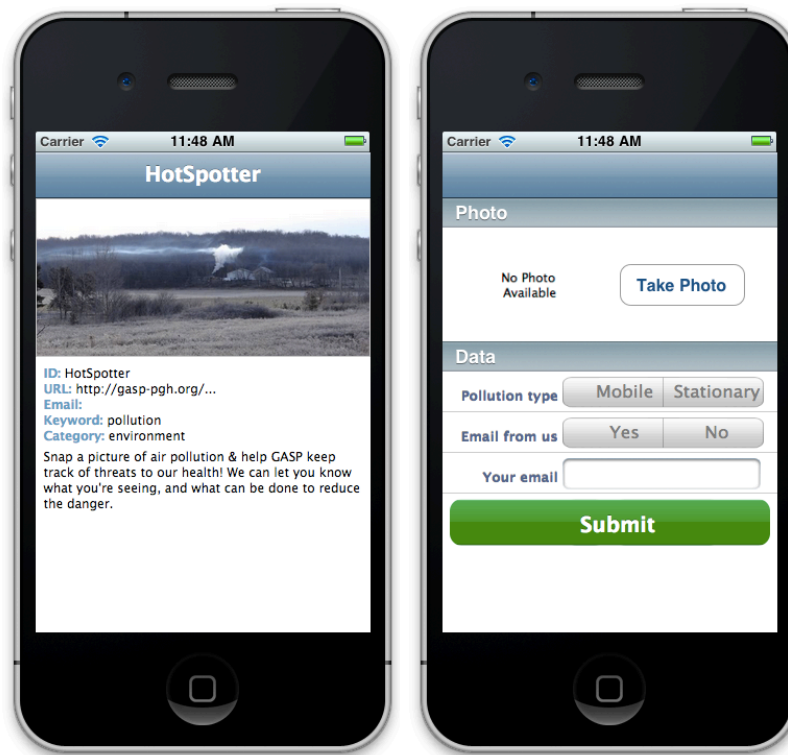 Carrier 11:48 AM
HotSpotter
ID: HotSpotter
URL: http://gasp-pgh.org/...
Email:
Keyword: pollution
Category: environment
Snap a picture of air pollution & help GASP keep
track of threats to our health! We can let you know
what you're seeing, and what can be done to reduce
the danger.
Carrier 11:48 AM
Photo
No Photo
Available
Take Photo
Data
Pollution type Mobile Stationary
Email from us Yes No
Your email
Submit